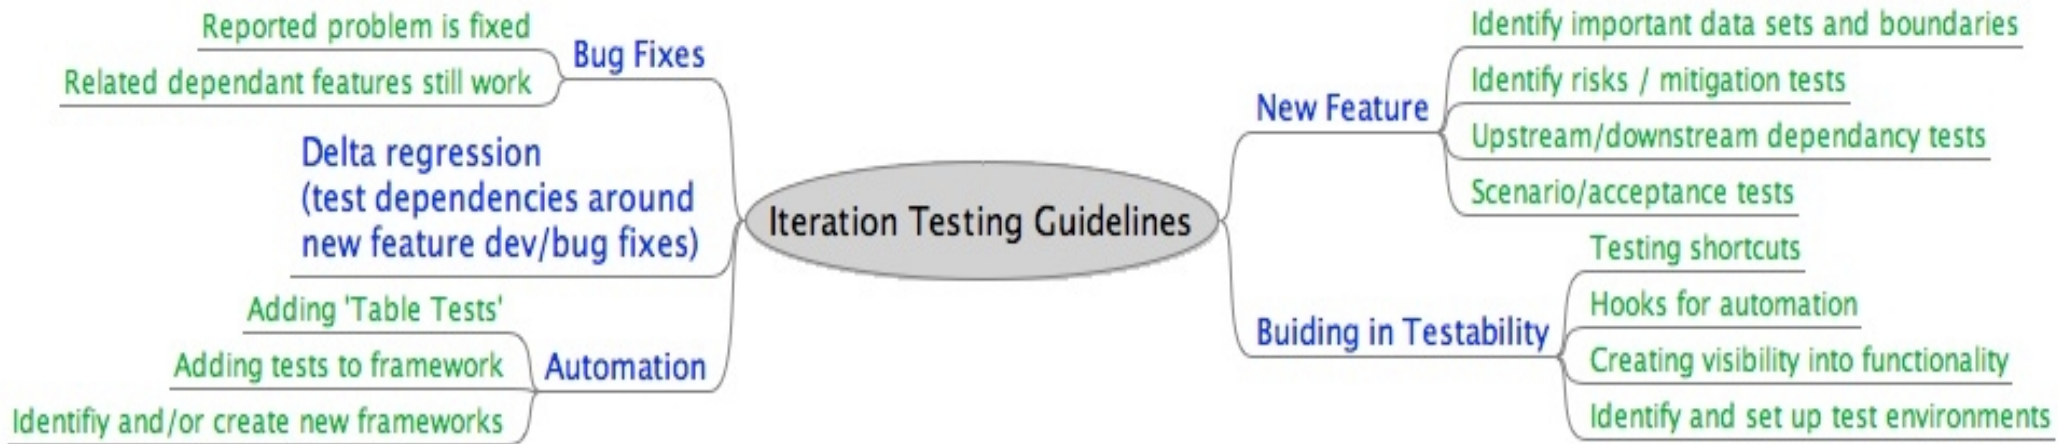 Reported problem is fixed
Related dependant features still work
Bug Fixes
Delta regression
(test dependencies around
new feature dev/bug fixes)
Adding 'Table Tests'
Adding tests to framework
Identifiy and/or create new frameworks
Automation
Iteration Testing Guidelines
New Feature
Identify important data sets and boundaries
Identify risks / mitigation tests
Upstream/downstream dependancy tests
Scenario/acceptance tests
Buiding in Testability
Testing shortcuts
Hooks for automation
Creating visibility into functionality
Identify and set up test environments